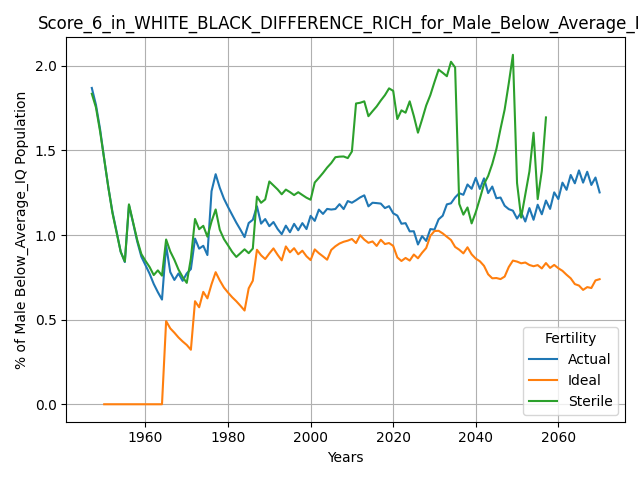 Score_6_in_WHITE_BLACK_DIFFERENCE_RICH_for_Male_Below_Average_I
% of Male Below_Average_IQ Population
2.0
1.5
1.0
0.5
0.0
1960
1980
2000
2020
2040
2060
Years
Fertility
Actual
Ideal
Sterile